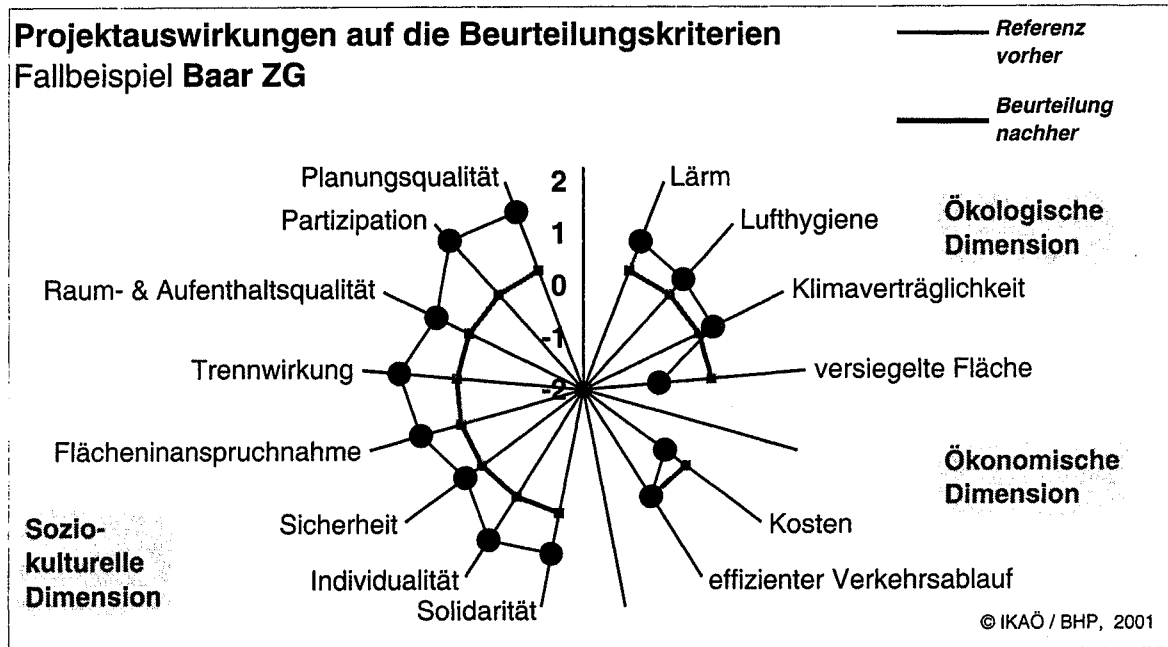 Projektauswirkungen auf die Beurteilungskriterien
Fallbeispiel Baar ZG
Referenz
vorher
Beurteilung
nachher
Planungsqualität
Partizipation
Raum- & Aufenthaltsqualität
Trennwirkung
Flächeninanspruchnahme
Sicherheit
Individualität
Solidarität
2
1
0
-1
-2
Lärm
Lufthygiene
Klimaverträglichkeit
versiegelte Fläche
Kosten
effizienter Verkehrsablauf
Ökologische
Dimension
Ökonomische
Dimension
Sozio-
kulturelle
Dimension
© IKAÖ / BHP, 2001